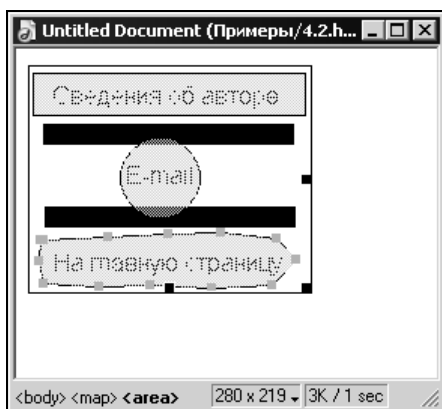 Untitled Document (Примеры/4.2.h...
Сведения об авторе
E-mail
На главную страницу
<body> <map> <area> 280 x 219 3K / 1 sec